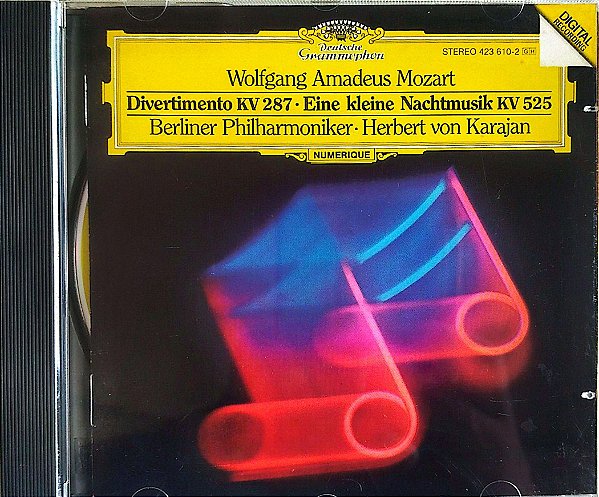 Deutsche
Grammophon
STEREO 423 610-2 GH
DIGITAL
RECORDING
Wolfgang Amadeus Mozart
Divertimento KV 287 · Eine kleine Nachtmusik KV 525
Berliner Philharmoniker · Herbert von Karajan
NUMERIQUE